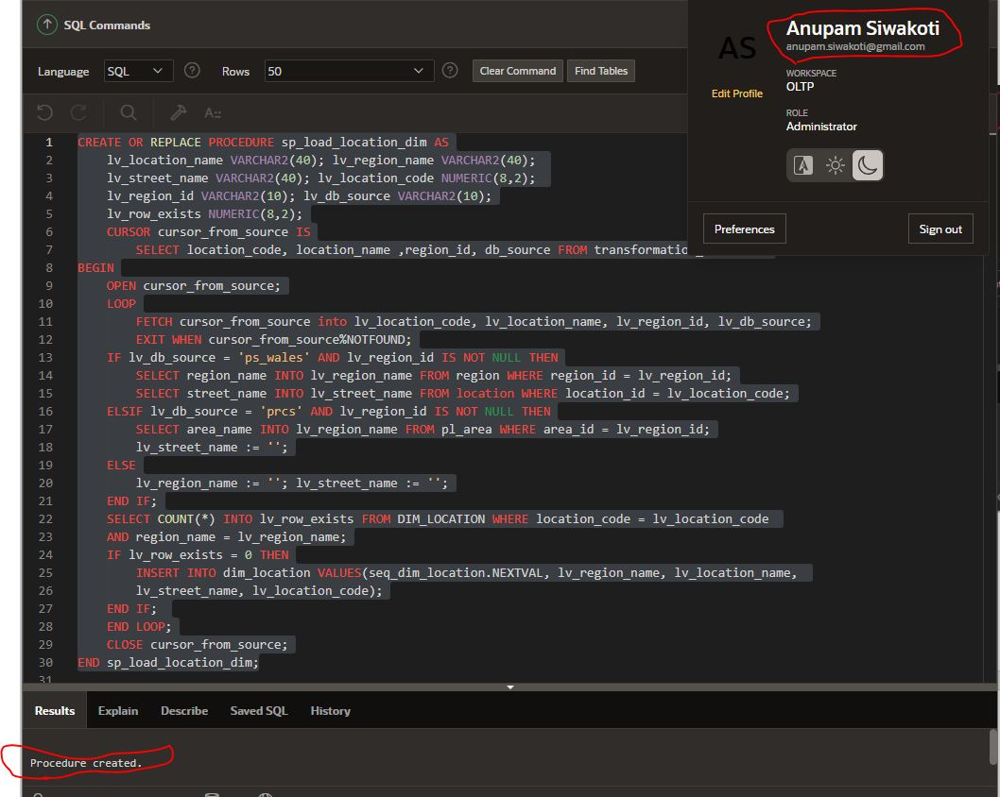 SQL Commands
Anupam Siwakoti
anupam.siwakoti@gmail.com
AS
Edit Profile
WORKSPACE
OLTP
ROLE
Administrator
Preferences
Sign out
Language SQL Rows 50 Clear Command Find Tables
A::
1 CREATE OR REPLACE PROCEDURE sp_load_location_dim AS
2 lv_location_name VARCHAR2(40); lv_region_name VARCHAR2(40);
3 lv_street_name VARCHAR2(40); lv_location_code NUMERIC(8,2);
4 lv_region_id VARCHAR2(10); lv_db_source VARCHAR2(10);
5 lv_row_exists NUMERIC(8,2);
6 CURSOR cursor_from_source IS
7 SELECT location_code, location_name ,region_id, db_source FROM
8 BEGIN
9 OPEN cursor_from_source;
10 LOOP
11 FETCH cursor_from_source into lv_location_code, lv_location_name, lv_region_id, lv_db_source;
12 EXIT WHEN cursor_from_source%NOTFOUND;
13 IF lv_db_source = 'ps_wales' AND lv_region_id IS NOT NULL THEN
14 SELECT region_name INTO lv_region_name FROM region WHERE region_id = lv_region_id;
15 SELECT street_name INTO lv_street_name FROM location WHERE location_id = lv_location_code;
16 ELSIF lv_db_source = 'prcs' AND lv_region_id IS NOT NULL THEN
17 SELECT area_name INTO lv_region_name FROM pl_area WHERE area_id = lv_region_id;
18 lv_street_name := '';
19 ELSE
20 lv_region_name := ''; lv_street_name := '';
21 END IF;
22 SELECT COUNT(*) INTO lv_row_exists FROM DIM_LOCATION WHERE location_code = lv_location_code
23 AND region_name = lv_region_name;
24 IF lv_row_exists = 0 THEN
25 INSERT INTO dim_location VALUES(seq_dim_location.NEXTVAL, lv_region_name, lv_location_name,
26 lv_street_name, lv_location_code);
27 END IF;
28 END LOOP;
29 CLOSE cursor_from_source;
30 END sp_load_location_dim;
31
Results Explain Describe Saved SQL History
Procedure created.